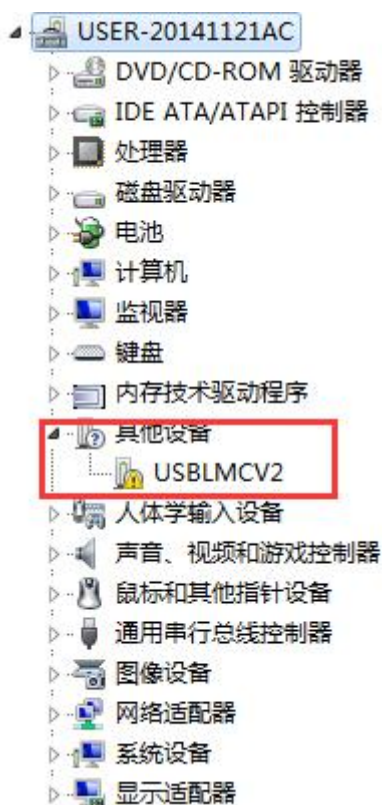 USER-20141121AC
DVD/CD-ROM 驱动器
IDE ATA/ATAPI 控制器
处理器
磁盘驱动器
电池
计算机
监视器
键盘
内存技术驱动程序
其他设备
USBLMCV2
人体学输入设备
声音、视频和游戏控制器
鼠标和其他指针设备
通用串行总线控制器
图像设备
网络适配器
系统设备
显示适配器